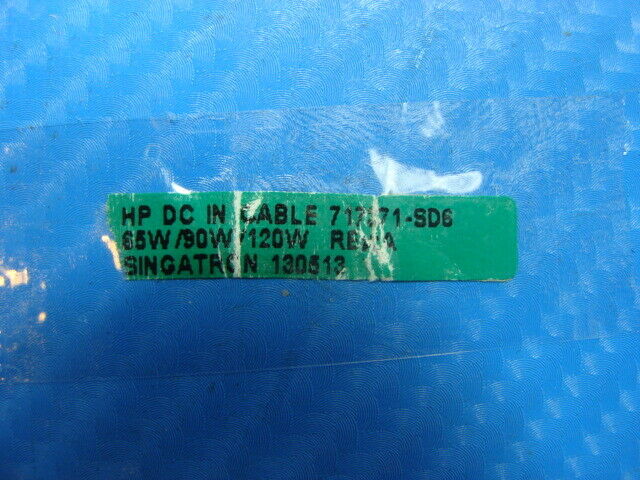 HP DC IN CABLE 717371-SD6
65W/90W/120W REV:A
SINGATRON 130513